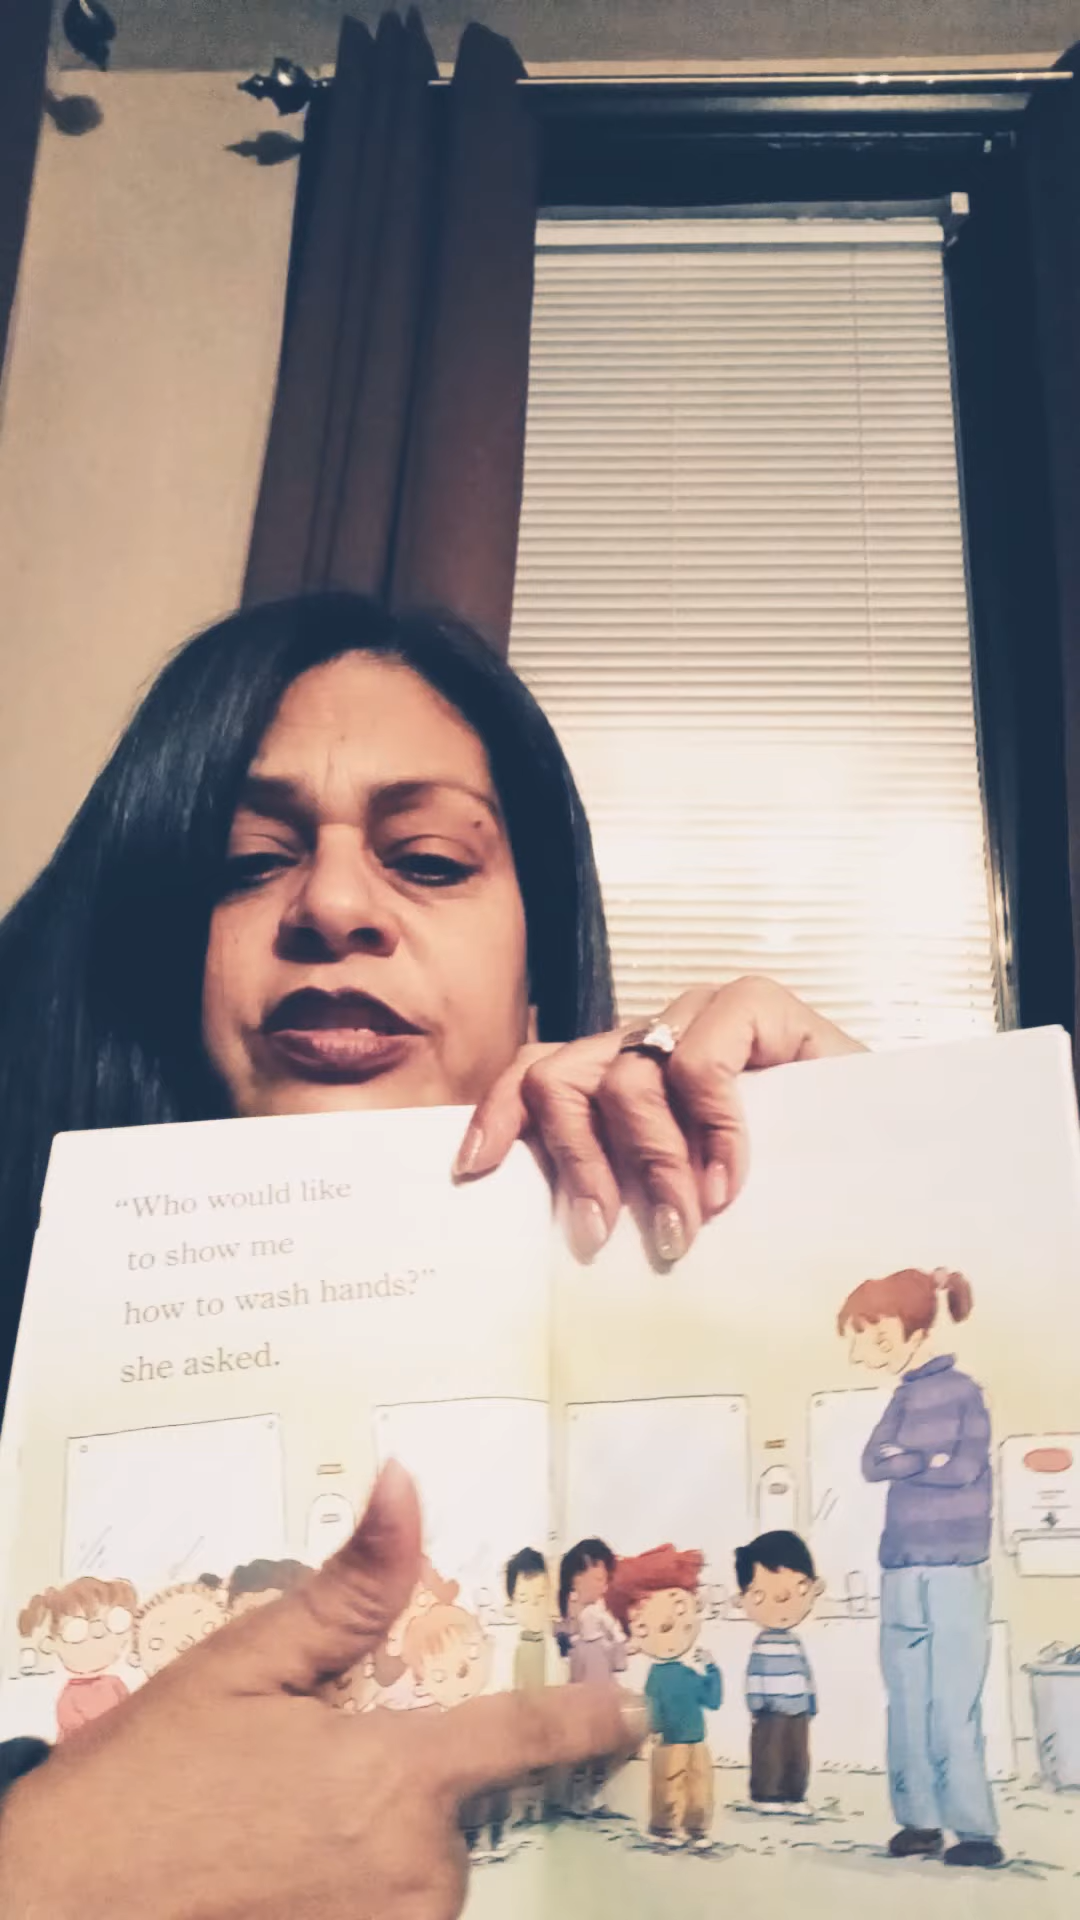 “Who would like
to show me
how to wash hands?”
she asked.